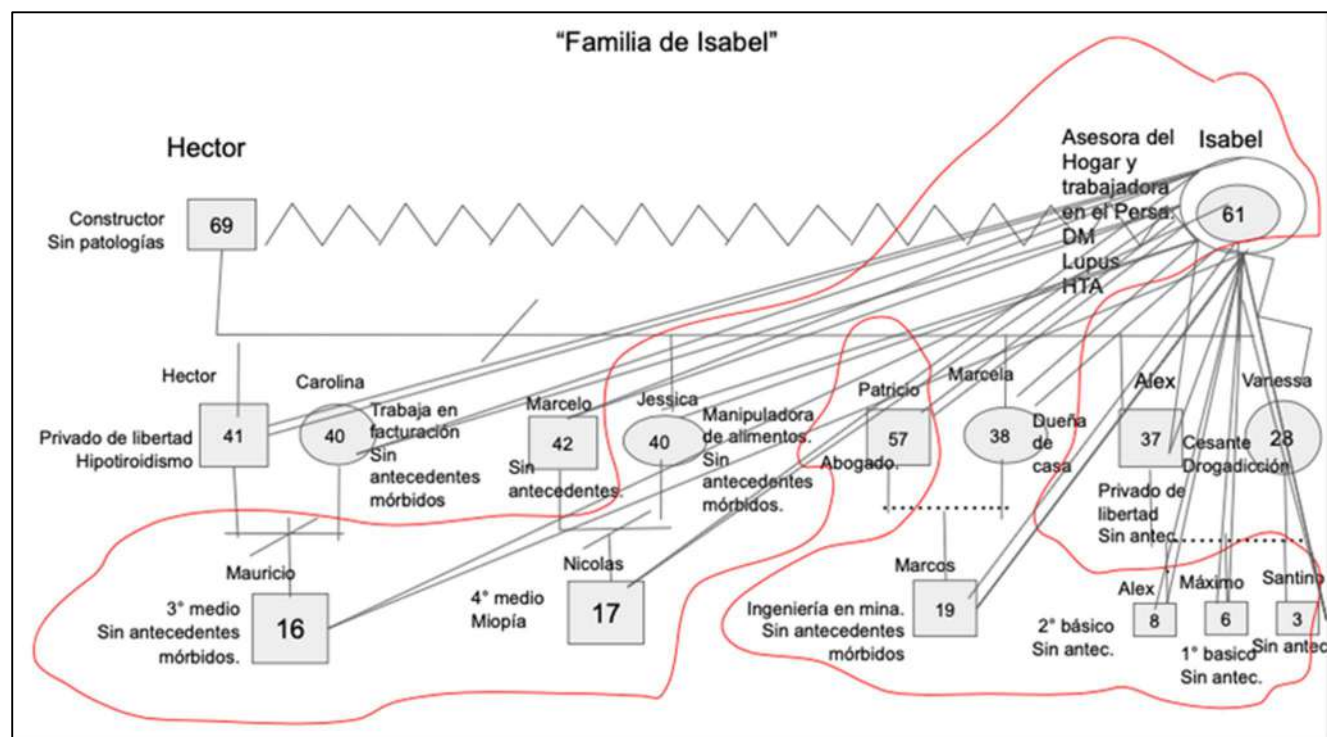 “Familia de Isabel”
Hector
Constructor
Sin patologías
69
Asesora del
Hogar y
trabajadora
en el Persa.
DM
Lupus
HTA
Isabel
61
Hector
Privado de libertad
Hipotiroidismo
41
Carolina
40
Trabaja en
facturación
Sin
antecedentes
mórbidos
Marcelo
42
Sin
antecedentes.
Jessica
40
Manipuladora
de alimentos.
Sin
antecedentes
mórbidos.
Patricio
57
Abogado.
Marcela
38
Dueña
de
casa
Alex
37
Privado de
libertad
Sin antec.
Vanessa
28
Cesante
Drogadicción
Mauricio
3° medio
Sin antecedentes
mórbidos.
16
Nicolas
4° medio
Miopía
17
Marcos
Ingeniería en mina.
Sin antecedentes
mórbidos
19
Alex
8
2° básico
Sin antec.
Máximo
6
1° basico
Sin antec.
Santino
3
Sin antec